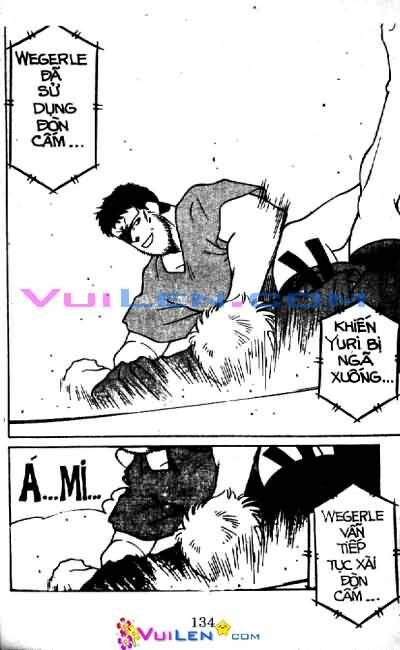 WEGERLE
ĐÃ
SỬ
DỤNG
ĐÒN
CẤM...
VUILEN.COM
KHIẾN
YURI BỊ
NGÃ
XUỐNG...
Á...MÌ...
WEGERLE
VẪN
TIẾP
TỤC XÀI
ĐÒN
CẤM...
134
VUILEN.COM